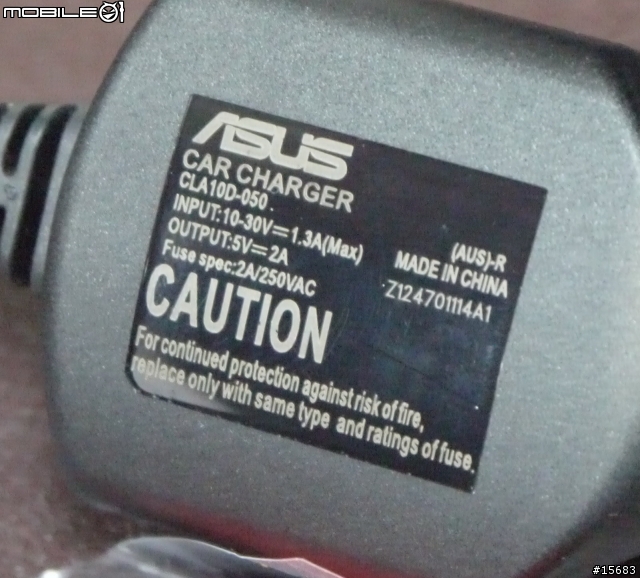 MOBILE01
ASUS
CAR CHARGER
CLA10D-050
INPUT:10-30V⎓1.3A(Max)
OUTPUT:5V⎓2A
Fuse spec:2A/250VAC
(AUS)-R
MADE IN CHINA
Z124701114A1
CAUTION
For continued protection against risk of fire,
replace only with same type and ratings of fuse.
#15683